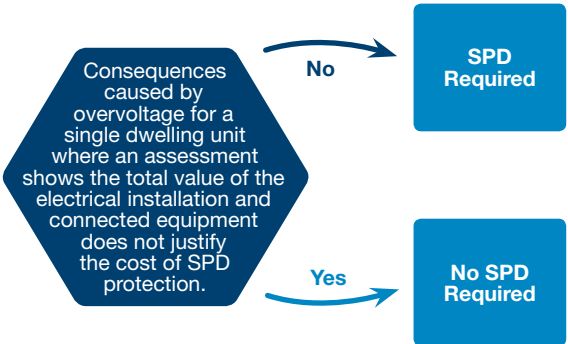 Consequences
caused by
overvoltage for a
single dwelling unit
where an assessment
shows the total value of the
electrical installation and
connected equipment
does not justify
the cost of SPD
protection.
No
SPD
Required
Yes
No SPD
Required